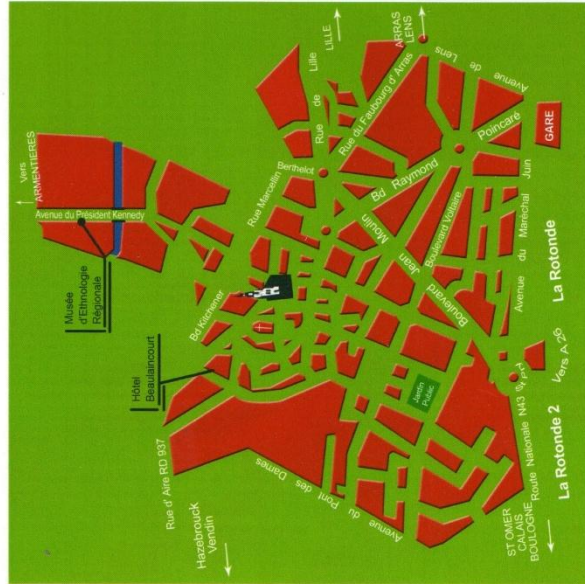 Vers
ARMENTIERES
Avenue du Président Kennedy
Musée
d'Ethnologie
Régionale
Hôtel
Beaulaincourt
Rue d' Aire RD 937
Hazebrouck
Vendin
Bd Kitchener
Rue Marcellin
Berthelot
Rue de Lille
LILLE
Rue du Faubourg d' Arras
ARRAS
LENS
Avenue de Lens
Bd Raymond Poincaré
GARE
Boulevard Jean Moulin
Boulevard Voltaire
Avenue du Maréchal Juin
La Rotonde
Jardin
Public
Avenue du Pont des Dames
Vers A 26
La Rotonde 2
Route Nationale N43
ST OMER
CALAIS
BOULOGNE